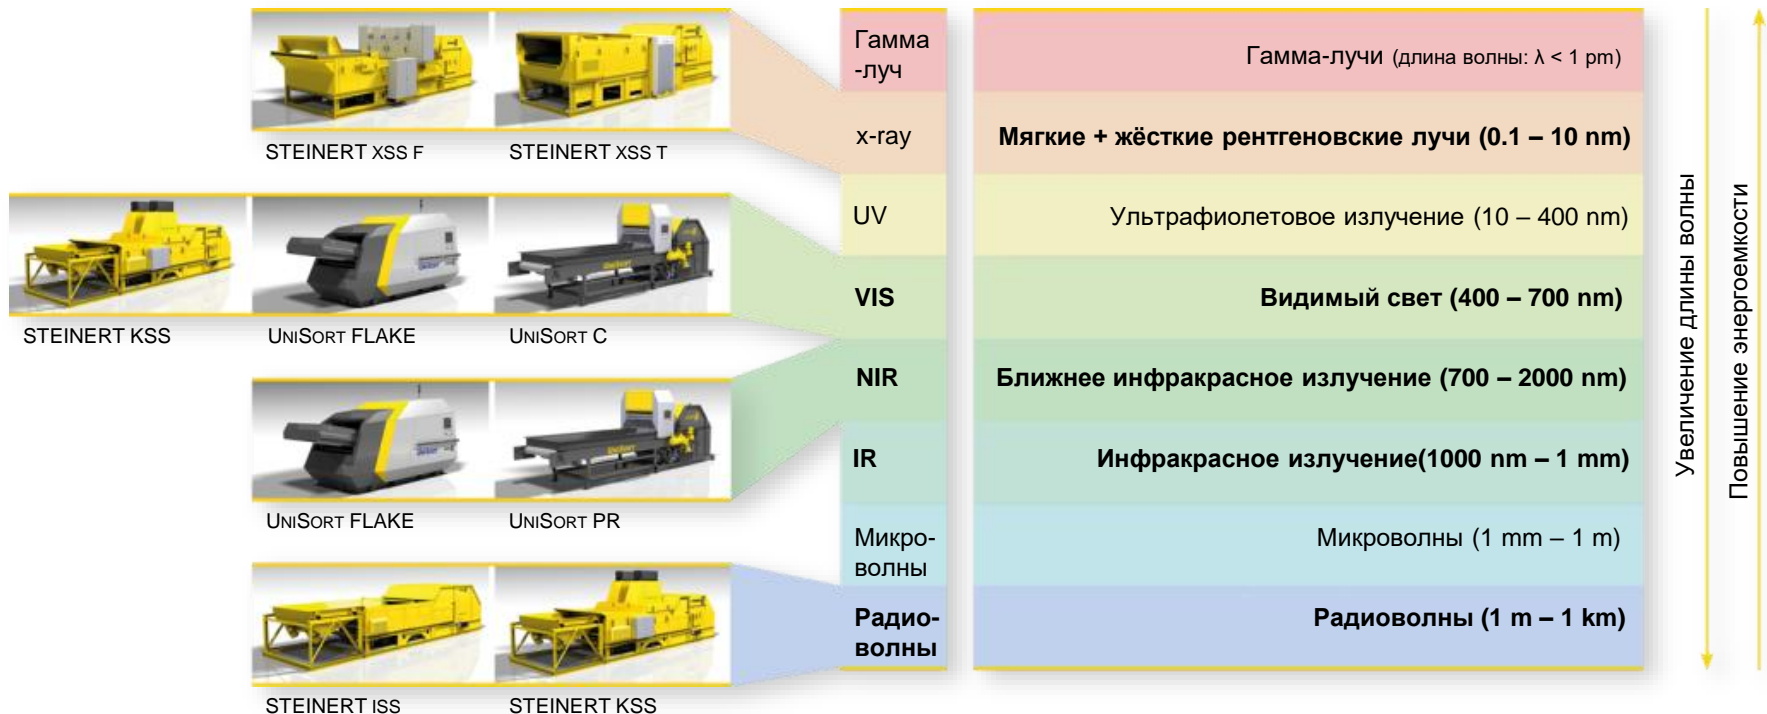 Гамма
-луч
Гамма-лучи (длина волны: λ < 1 pm)
x-ray
Мягкие + жёсткие рентгеновские лучи (0.1 – 10 nm)
STEINERT XSS F
STEINERT XSS T
UV
Ультрафиолетовое излучение (10 – 400 nm)
VIS
Видимый свет (400 – 700 nm)
STEINERT KSS
UNISORT FLAKE
UNISORT C
NIR
Ближнее инфракрасное излучение (700 – 2000 nm)
IR
Инфракрасное излучение(1000 nm – 1 mm)
UNISORT FLAKE
UNISORT PR
Микро-
волны
Микроволны (1 mm – 1 m)
Радио-
волны
Радиоволны (1 m – 1 km)
STEINERT ISS
STEINERT KSS
Увеличение длины волны
Повышение энергоемкости